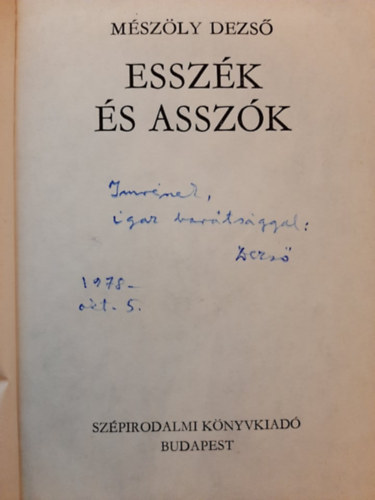 MÉSZÖLY DEZSŐ
ESSZÉK
ÉS ASSZÓK
Imrének,
igaz barátsággal:
Dezső
1978-
okt. 5.
SZÉPIRODALMI KÖNYVKIADÓ
BUDAPEST